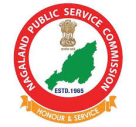 NAGALAND PUBLIC SERVICE COMMISSION
ESTD.1965
HONOUR & SERVICE